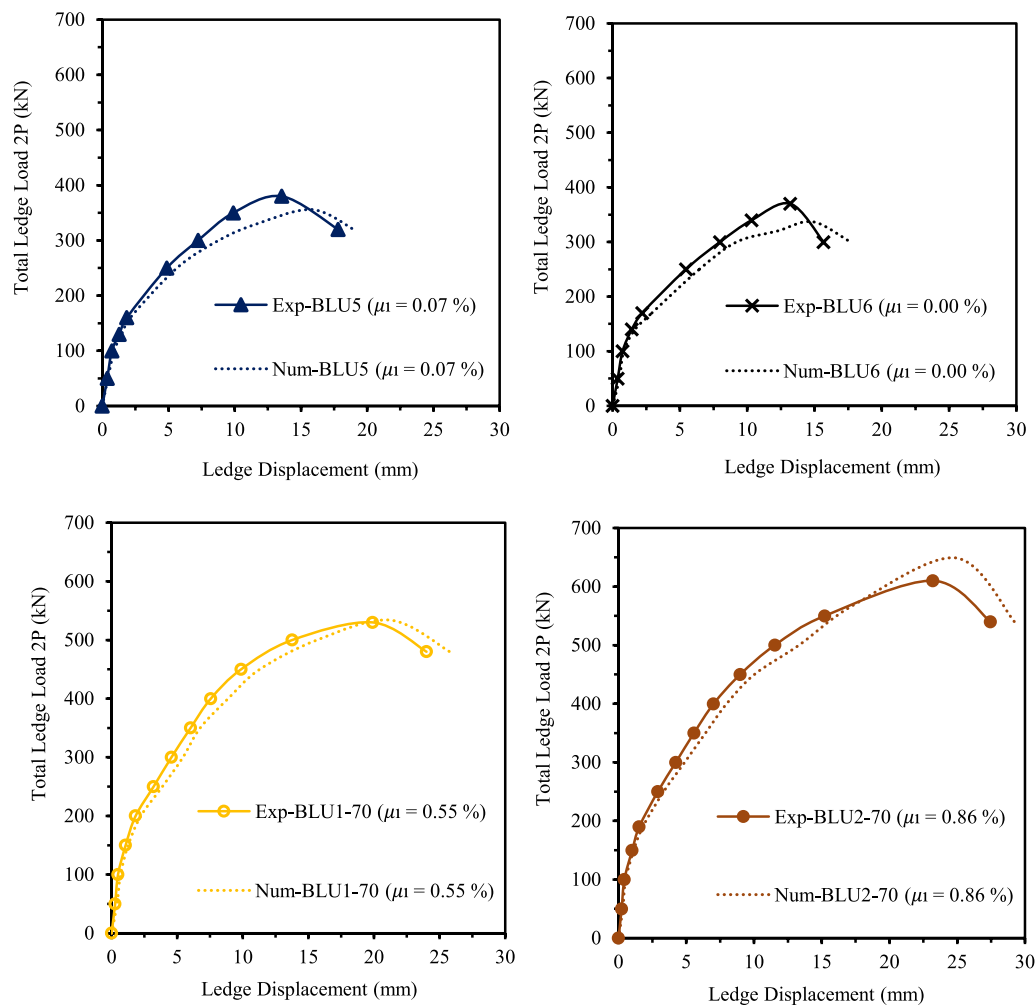 700
600
500
400
300
200
100
0
Total Ledge Load 2P (kN)
Exp-BLU5 (μ1 = 0.07 %)
Num-BLU5 (μ1 = 0.07 %)
0 5 10 15 20 25 30
Ledge Displacement (mm)
700
600
500
400
300
200
100
0
Total Ledge Load 2P (kN)
Exp-BLU6 (μ1 = 0.00 %)
Num-BLU6 (μ1 = 0.00 %)
0 5 10 15 20 25 30
Ledge Displacement (mm)
700
600
500
400
300
200
100
0
Total Ledge Load 2P (kN)
Exp-BLU1-70 (μ1 = 0.55 %)
Num-BLU1-70 (μ1 = 0.55 %)
0 5 10 15 20 25 30
Ledge Displacement (mm)
700
600
500
400
300
200
100
0
Total Ledge Load 2P (kN)
Exp-BLU2-70 (μ1 = 0.86 %)
Num-BLU2-70 (μ1 = 0.86 %)
0 5 10 15 20 25 30
Ledge Displacement (mm)